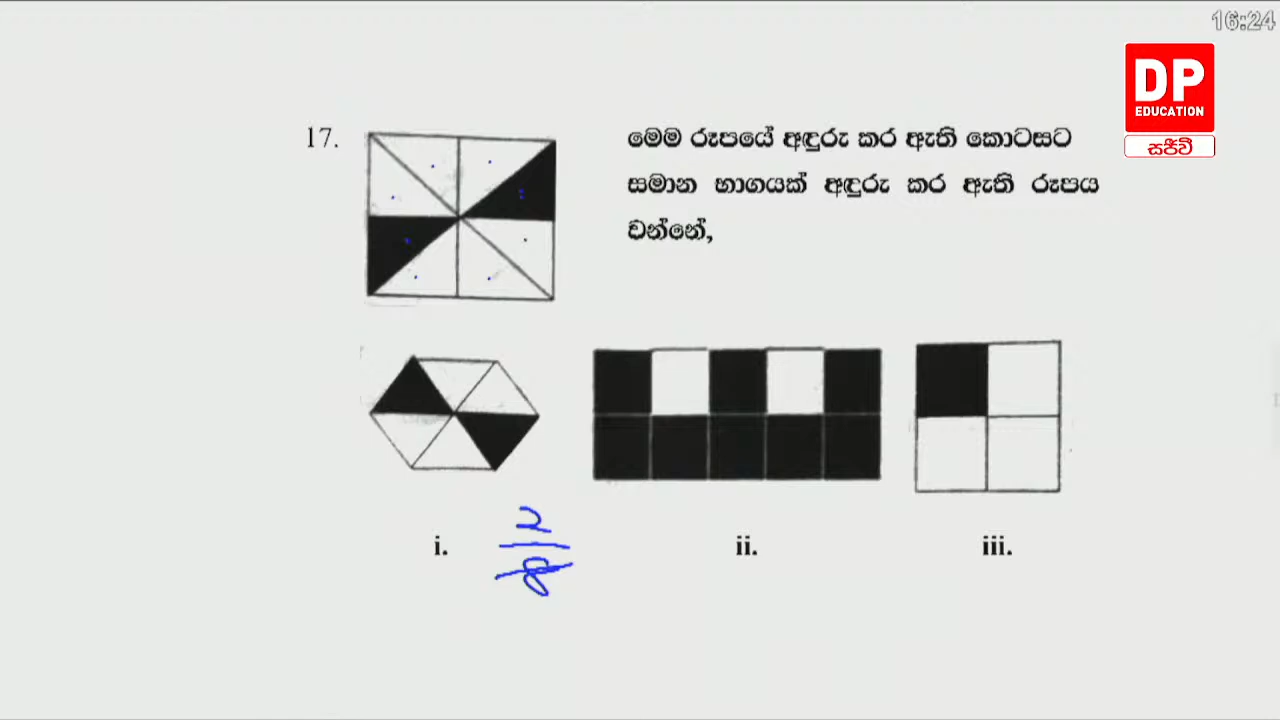 16:24
DP
EDUCATION
සජීවි
17.
මෙම රූපයේ අඳුරු කර ඇති කොටසට
සමාන භාගයක් අඳුරු කර ඇති රූපය
වන්නේ,
i.
ii.
iii.
2
8